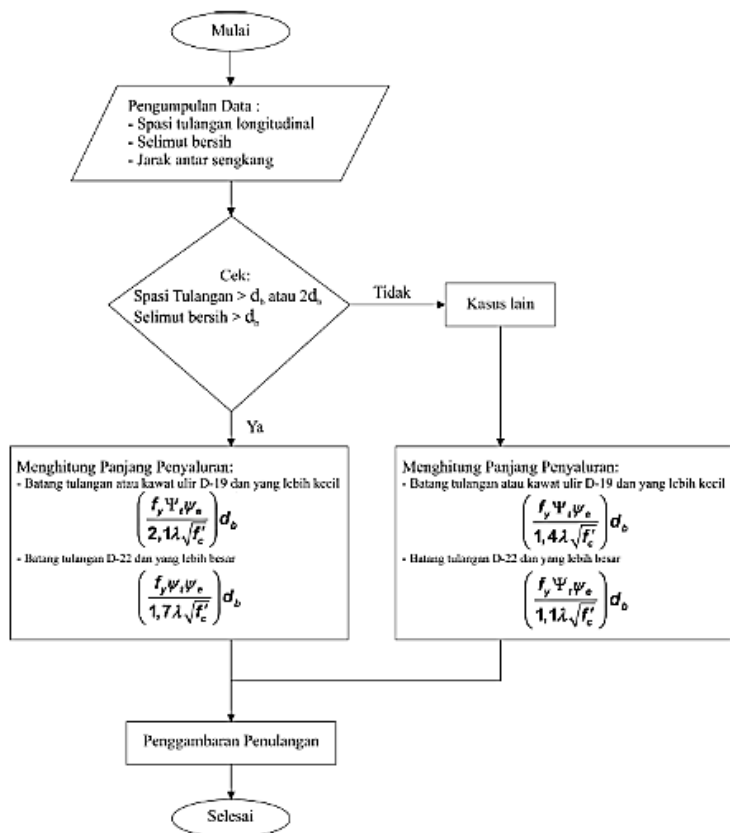 Mulai
Pengumpulan Data :
- Spasi tulangan longitudinal
- Selimut bersih
- Jarak antar sengkang
Cek:
Spasi Tulangan > d_b atau 2d_b
Selimut bersih > d_b
Tidak
Kasus lain
Ya
Menghitung Panjang Penyaluran:
- Batang tulangan atau kawat ulir D-19 dan yang lebih kecil
(f_y Ψ_t ψ_e / 2,1λ√f'_c) d_b
- Batang tulangan D-22 dan yang lebih besar
(f_y ψ_t ψ_e / 1,7λ√f'_c) d_b
Menghitung Panjang Penyaluran:
- Batang tulangan atau kawat ulir D-19 dan yang lebih kecil
(f_y Ψ_t ψ_e / 1,4λ√f'_c) d_b
- Batang tulangan D-22 dan yang lebih besar
(f_y Ψ_t ψ_e / 1,1λ√f'_c) d_b
Penggambaran Penulangan
Selesai